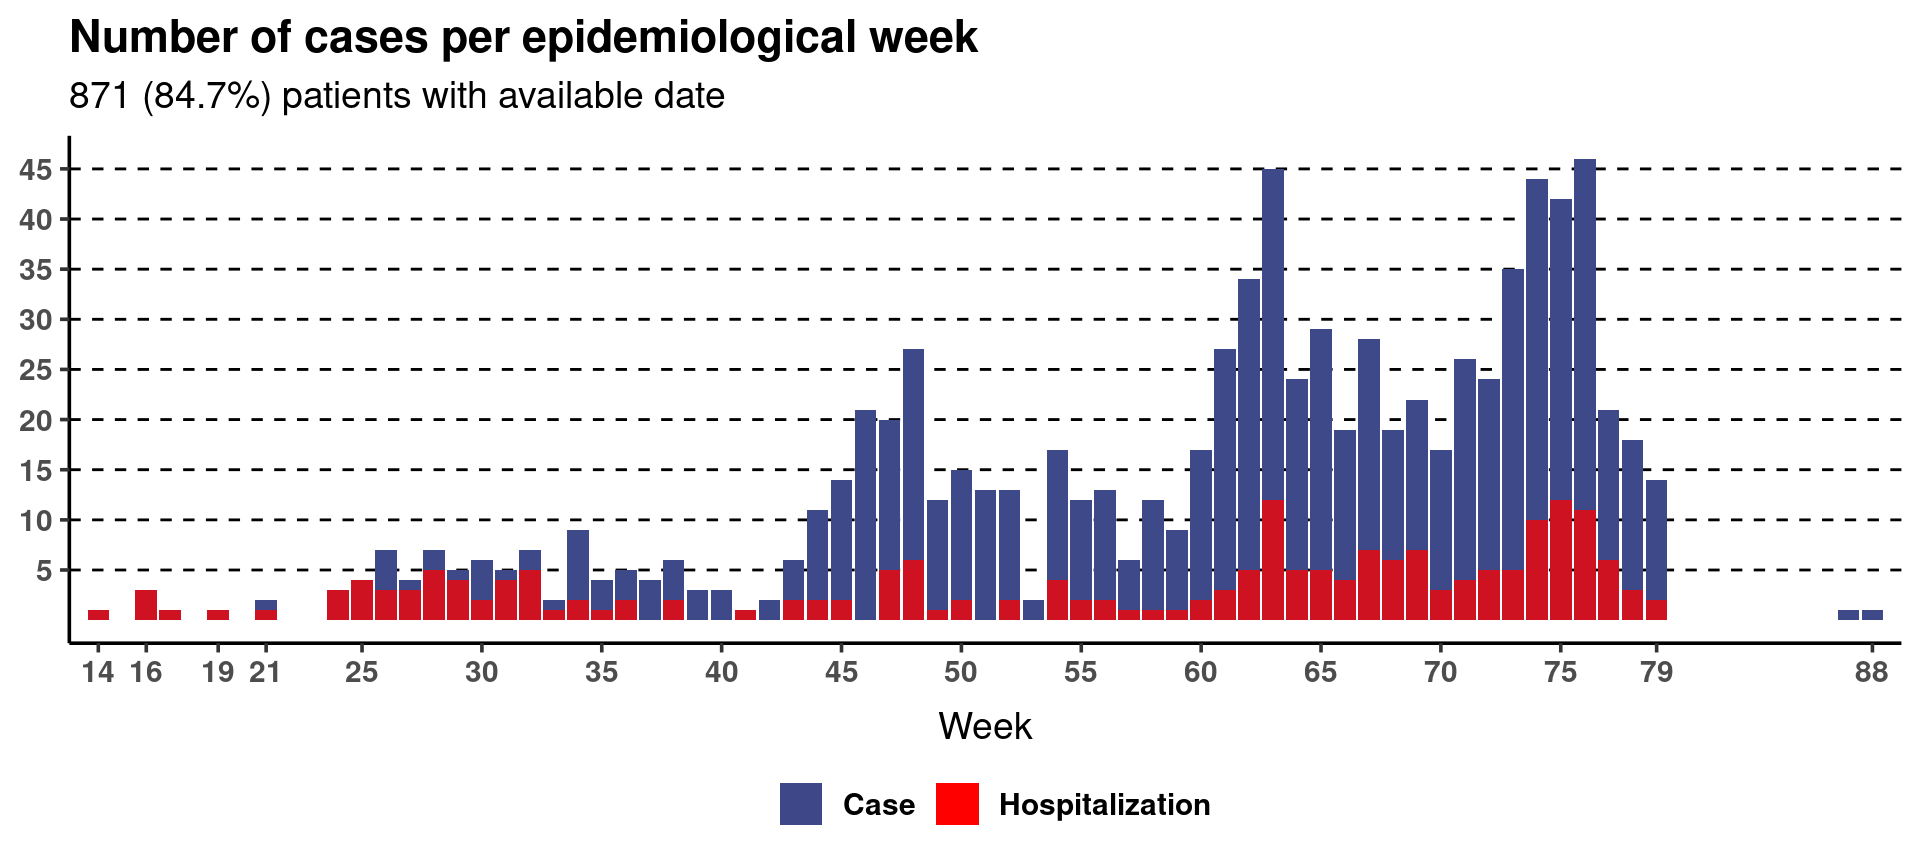 Number of cases per epidemiological week
871 (84.7%) patients with available date
45
40
35
30
25
20
15
10
5
14 16 19 21 25 30 35 40 45 50 55 60 65 70 75 79 88
Week
Case Hospitalization